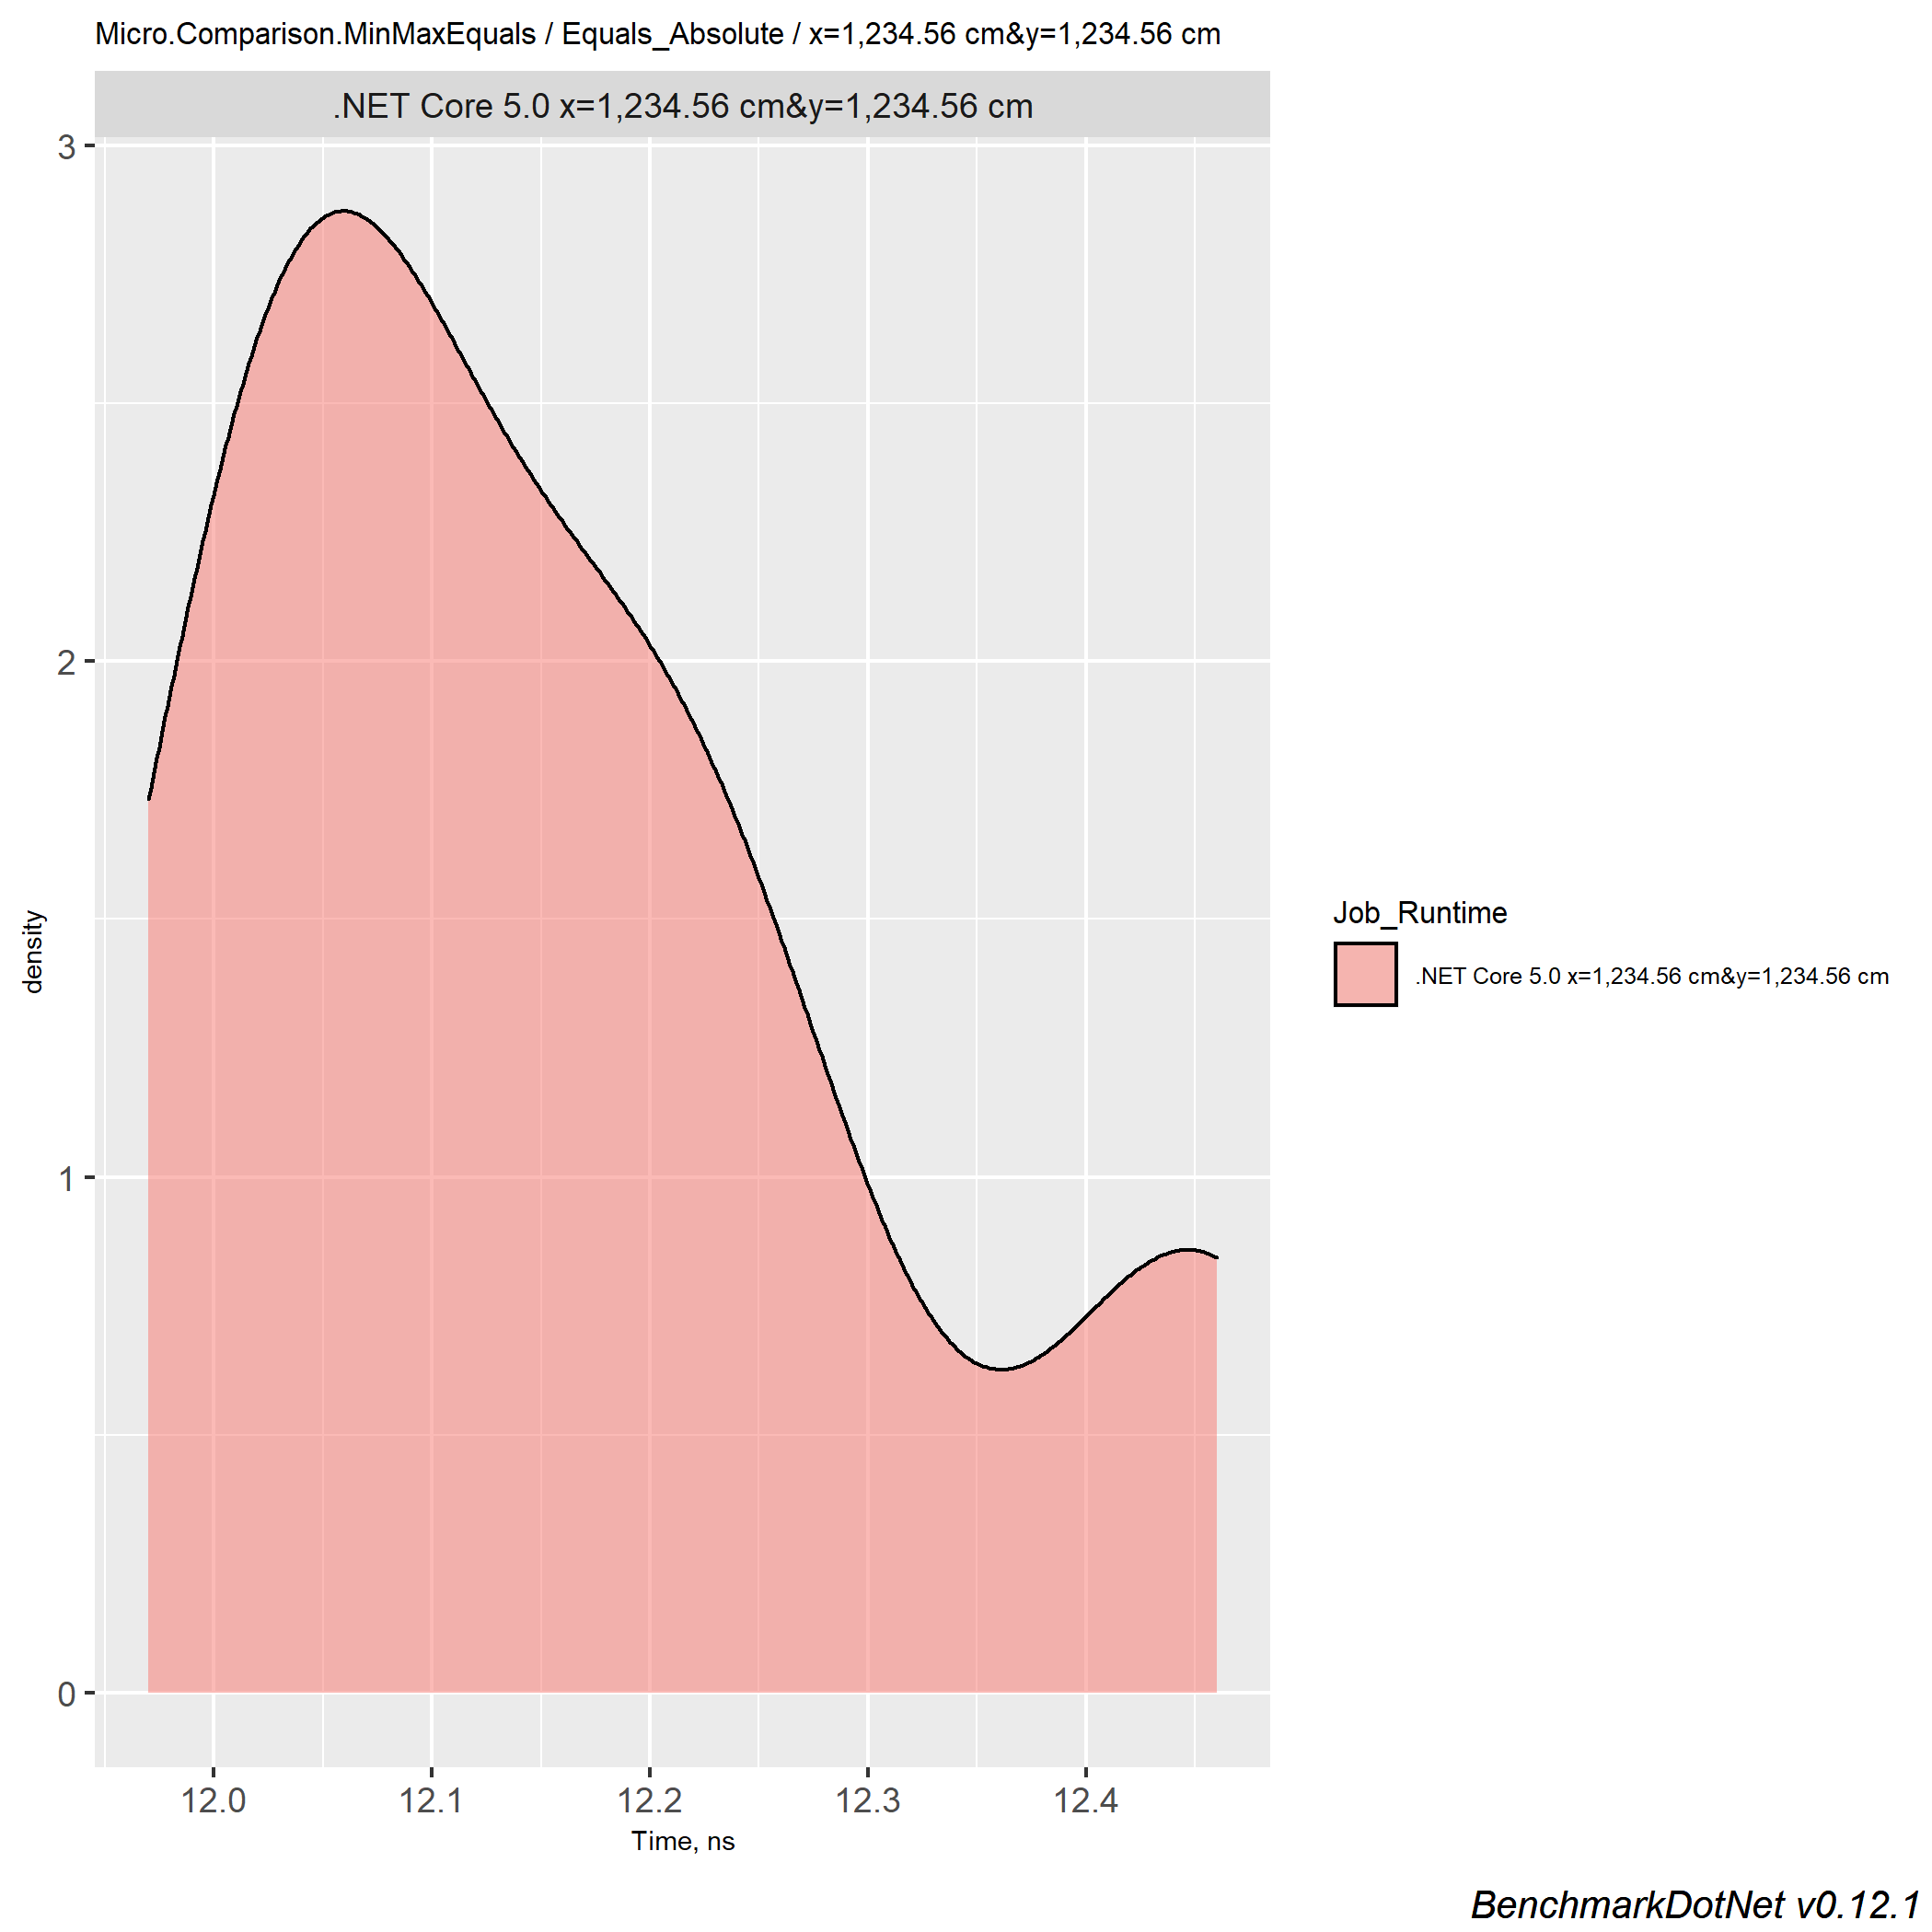 Micro.Comparison.MinMaxEquals / Equals_Absolute / x=1,234.56 cm&y=1,234.56 cm
.NET Core 5.0 x=1,234.56 cm&y=1,234.56 cm
3
2
1
0
density
12.0 12.1 12.2 12.3 12.4
Time, ns
Job_Runtime
.NET Core 5.0 x=1,234.56 cm&y=1,234.56 cm
BenchmarkDotNet v0.12.1